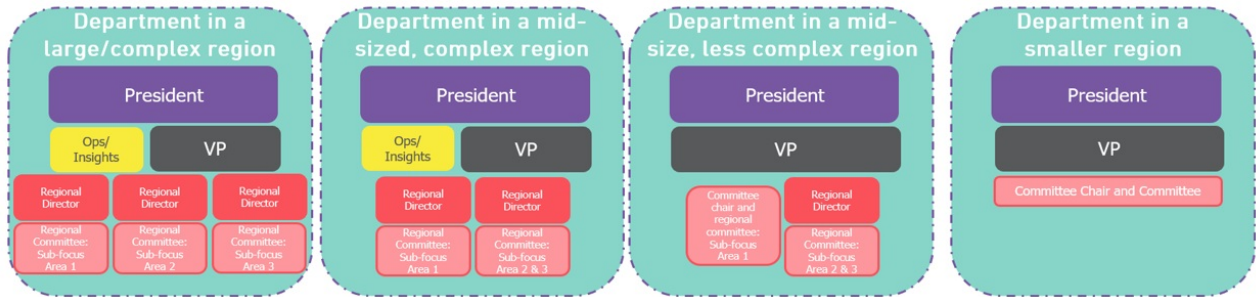 Department in a
large/complex region
President
Ops/
Insights
VP
Regional
Director
Regional
Director
Regional
Director
Regional
Committee:
Sub-focus
Area 1
Regional
Committee:
Sub-focus
Area 2
Regional
Committee:
Sub-focus
Area 3
Department in a mid-
sized, complex region
President
Ops/
Insights
VP
Regional
Director
Regional
Director
Regional
Committee:
Sub-focus
Area 1
Regional
Committee:
Sub-focus
Area 2 & 3
Department in a mid-
size, less complex region
President
VP
Committee
chair and
regional
committee:
Sub-focus
Area 1
Regional
Director
Regional
Committee:
Sub-focus
Area 2 & 3
Department in a
smaller region
President
VP
Committee Chair and Committee